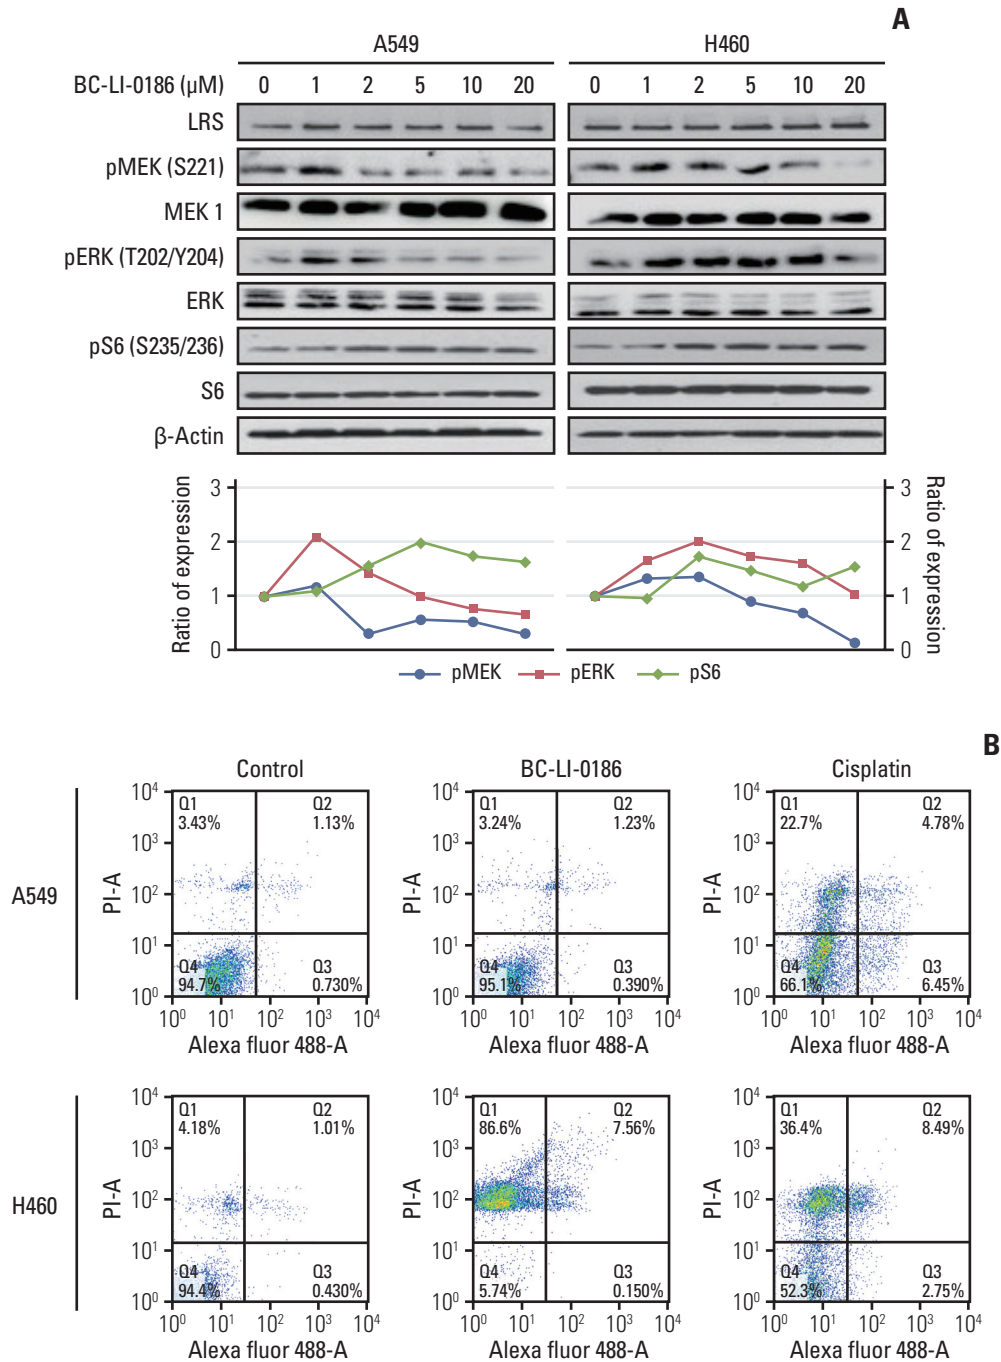 A
A549 H460
BC-LI-0186 (µM) 0 1 2 5 10 20 0 1 2 5 10 20
LRS
pMEK (S221)
MEK 1
pERK (T202/Y204)
ERK
pS6 (S235/236)
S6
β-Actin
Ratio of expression
3
2
1
0
3
2
1
0
Ratio of expression
pMEK pERK pS6
B
Control BC-LI-0186 Cisplatin
A549
PI-A
10⁴
10³
10²
10¹
10⁰
Q1 Q2
3.43% 1.13%
Q4 Q3
94.7% 0.730%
10⁰ 10¹ 10² 10³ 10⁴
Alexa fluor 488-A
PI-A
10⁴
10³
10²
10¹
10⁰
Q1 Q2
3.24% 1.23%
Q4 Q3
95.1% 0.390%
10⁰ 10¹ 10² 10³ 10⁴
Alexa fluor 488-A
PI-A
10⁴
10³
10²
10¹
10⁰
Q1 Q2
22.7% 4.78%
Q4 Q3
66.1% 6.45%
10⁰ 10¹ 10² 10³ 10⁴
Alexa fluor 488-A
H460
PI-A
10⁴
10³
10²
10¹
10⁰
Q1 Q2
4.18% 1.01%
Q4 Q3
94.4% 0.430%
10⁰ 10¹ 10² 10³ 10⁴
Alexa fluor 488-A
PI-A
10⁴
10³
10²
10¹
10⁰
Q1 Q2
86.6% 7.56%
Q4 Q3
5.74% 0.150%
10⁰ 10¹ 10² 10³ 10⁴
Alexa fluor 488-A
PI-A
10⁴
10³
10²
10¹
10⁰
Q1 Q2
36.4% 8.49%
Q4 Q3
52.3% 2.75%
10⁰ 10¹ 10² 10³ 10⁴
Alexa fluor 488-A